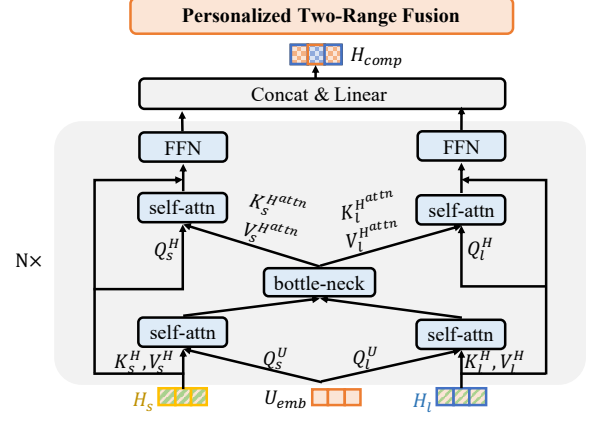 Personalized Two-Range Fusion
H_comp
Concat & Linear
FFN FFN
self-attn K_s^{H^{attn}} K_l^{H^{attn}} self-attn
V_s^{H^{attn}} V_l^{H^{attn}}
Q_s^H Q_l^H
N×
bottle-neck
self-attn self-attn
K_s^H, V_s^H Q_s^U Q_l^U K_l^H, V_l^H
H_s U_emb H_l